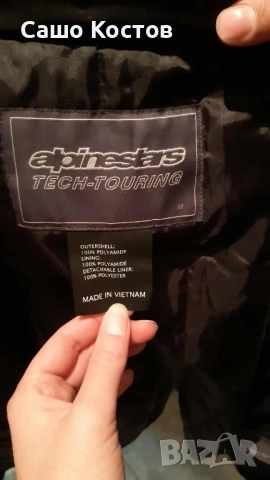 Сашо Костов
alpinestars
TECH-TOURING
M
OUTERSHELL:
100% POLYAMIDE
LINING:
100% POLYAMIDE
DETACHABLE LINER:
100% POLYESTER
MADE IN VIETNAM
BAZAR